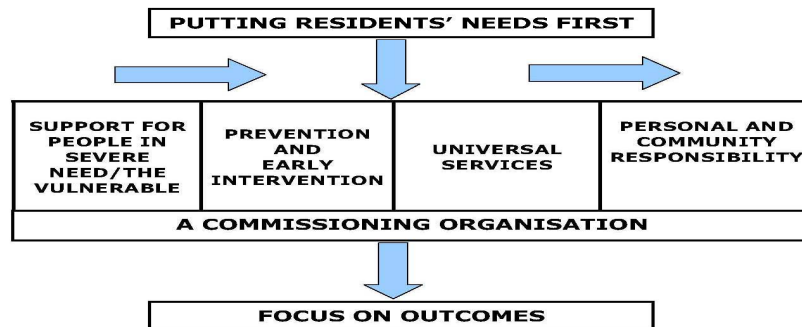 PUTTING RESIDENTS' NEEDS FIRST
SUPPORT FOR
PEOPLE IN
SEVERE
NEED/THE
VULNERABLE
PREVENTION
AND
EARLY
INTERVENTION
UNIVERSAL
SERVICES
PERSONAL AND
COMMUNITY
RESPONSIBILITY
A COMMISSIONING ORGANISATION
FOCUS ON OUTCOMES